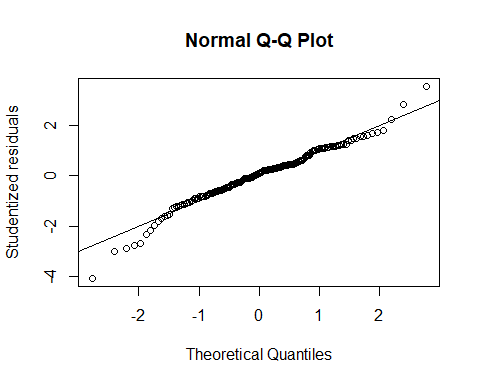 Normal Q-Q Plot
Studentized residuals
2
0
-2
-4
-2 -1 0 1 2
Theoretical Quantiles